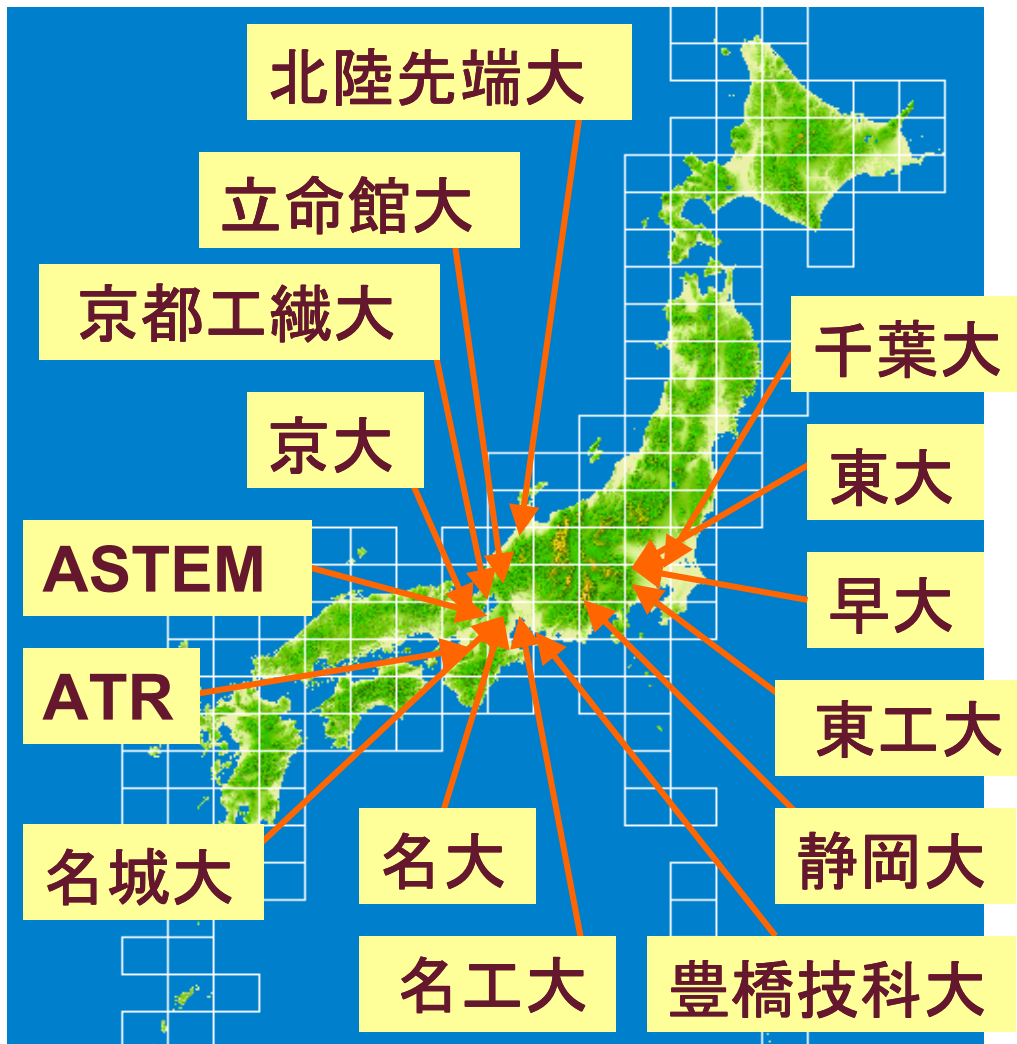 北陸先端大
立命館大
京都工繊大
千葉大
京大
東大
ASTEM
早大
ATR
東工大
名城大
名大
静岡大
名工大
豊橋技科大